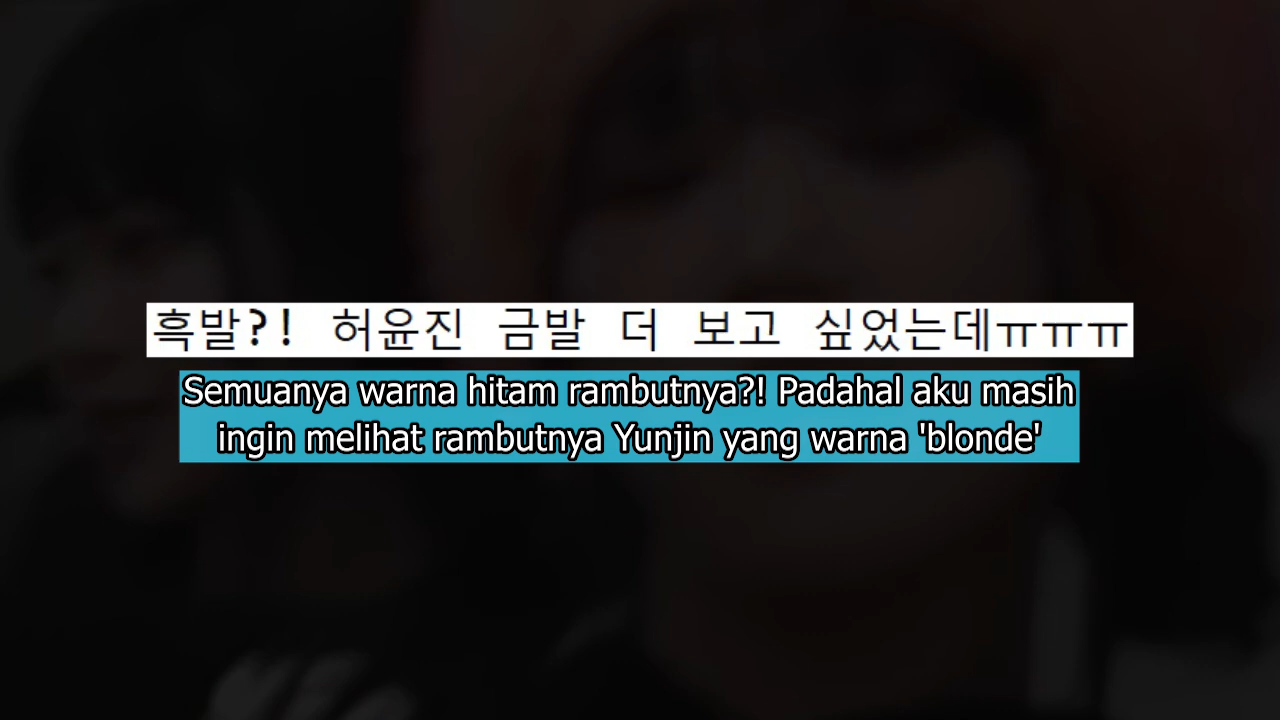 흑발?! 허윤진 금발 더 보고 싶었는데ㅠㅠㅠ
Semuanya warna hitam rambutnya?! Padahal aku masih
ingin melihat rambutnya Yunjin yang warna 'blonde'